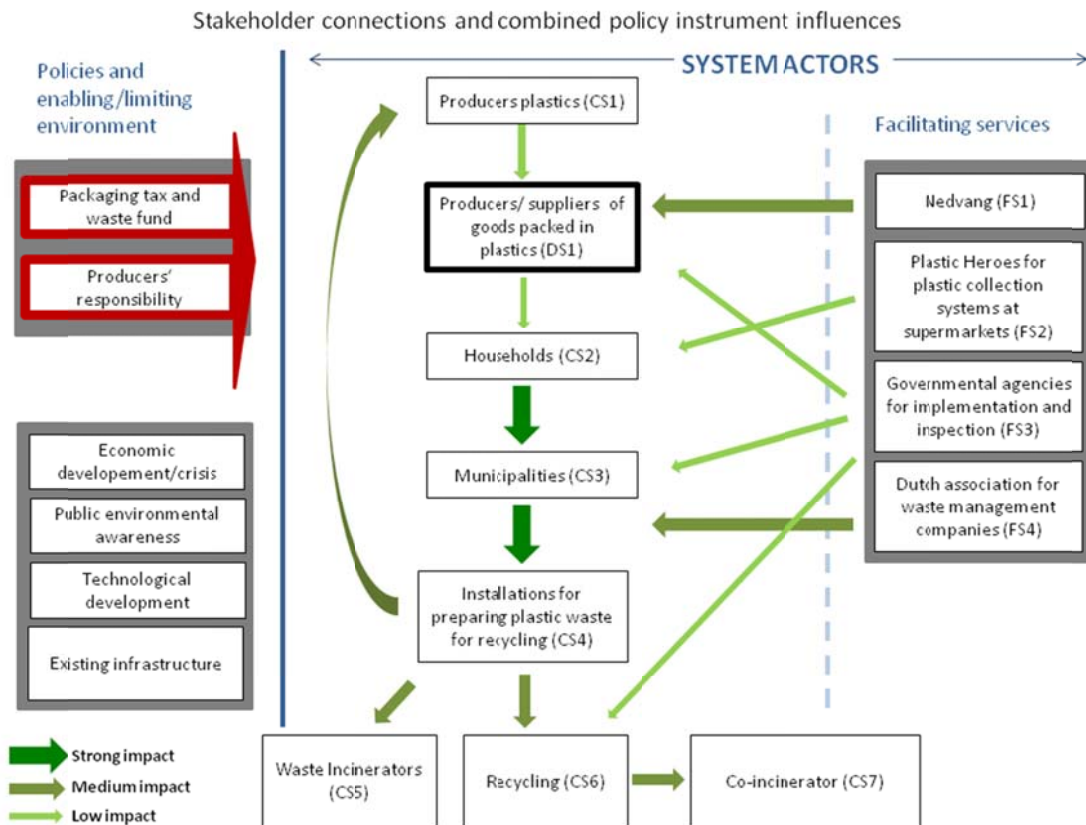 Stakeholder connections and combined policy instrument influences
SYSTEM ACTORS
Policies and
enabling/limiting
environment
Packaging tax and
waste fund
Producers'
responsibility
Economic
developement/crisis
Public environmental
awareness
Technological
development
Existing infrastructure
Strong impact
Medium impact
Low impact
Producers plastics (CS1)
Producers/ suppliers of
goods packed in
plastics (DS1)
Households (CS2)
Municipalities (CS3)
Installations for
preparing plastic waste
for recycling (CS4)
Waste Incinerators
(CS5)
Recycling (CS6)
Co-incinerator (CS7)
Facilitating services
Nedvang (FS1)
Plastic Heroes for
plastic collection
systems at
supermarkets (FS2)
Governmental agencies
for implementation and
inspection (FS3)
Dutch association for
waste management
companies (FS4)